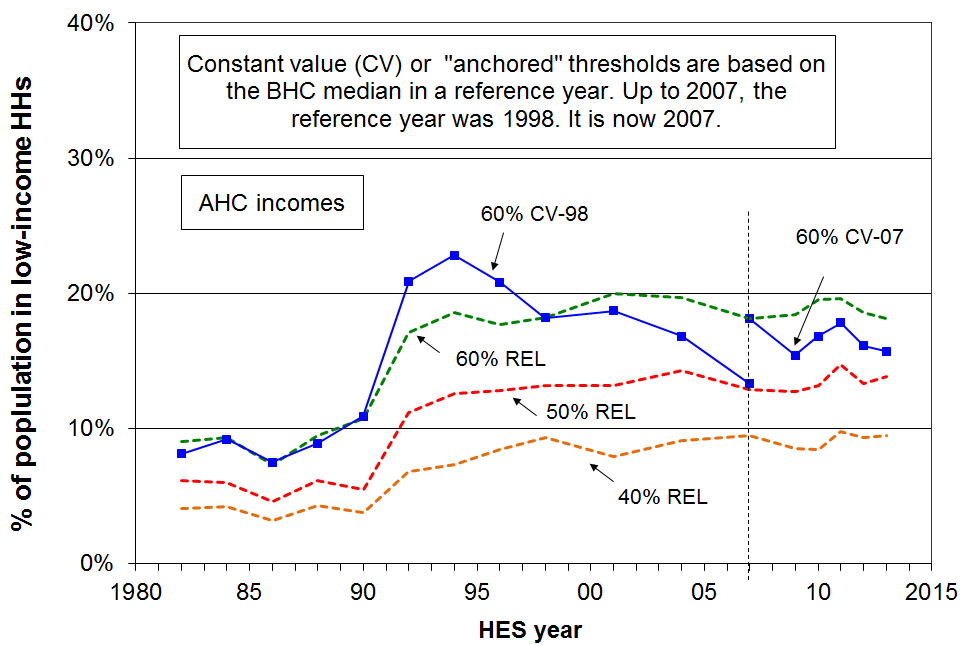 40%
Constant value (CV) or "anchored" thresholds are based on
the BHC median in a reference year. Up to 2007, the
reference year was 1998. It is now 2007.
30%
AHC incomes
60% CV-98
60% CV-07
20%
60% REL
50% REL
10%
40% REL
0%
1980 85 90 95 00 05 10 2015
HES year
% of poplulation in low-income HHs